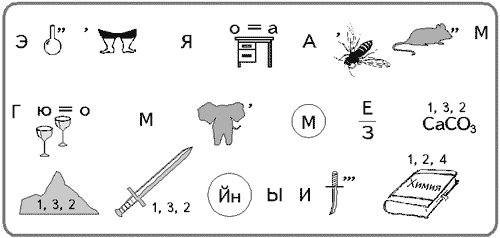 Э ,, ’ Я о = а А ’ ,, М
Г ю = о М ’ М Е/З 1, 3, 2 CaCO₃
1, 3, 2 1, 3, 2 Йн Ы И ,,, 1, 2, 4 Химия